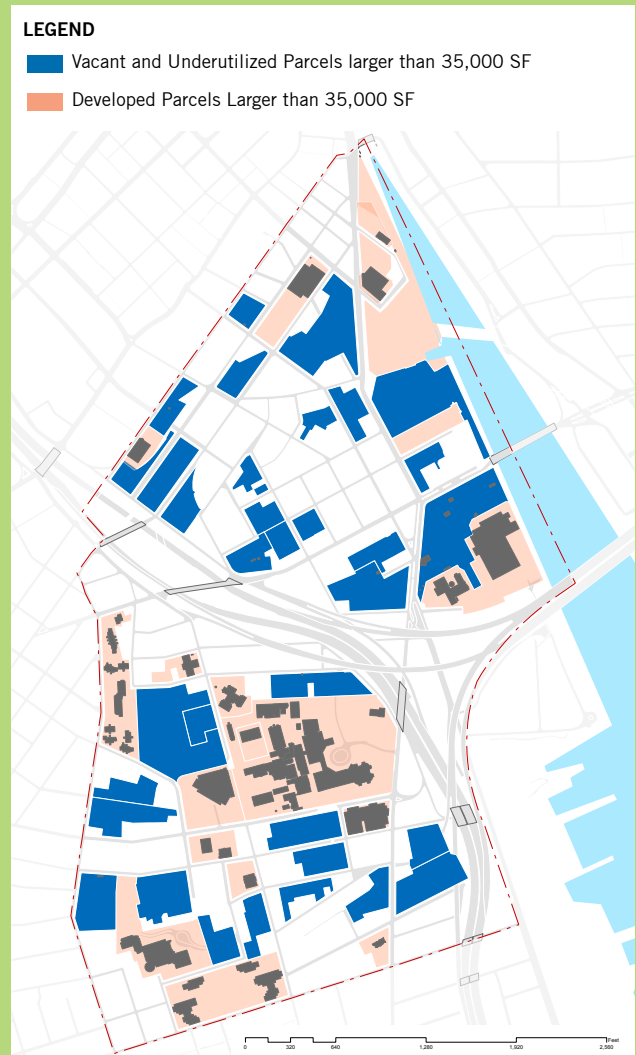 LEGEND
Vacant and Underutilized Parcels larger than 35,000 SF
Developed Parcels Larger than 35,000 SF
Feet
0 320 640 1,280 1,920 2,560